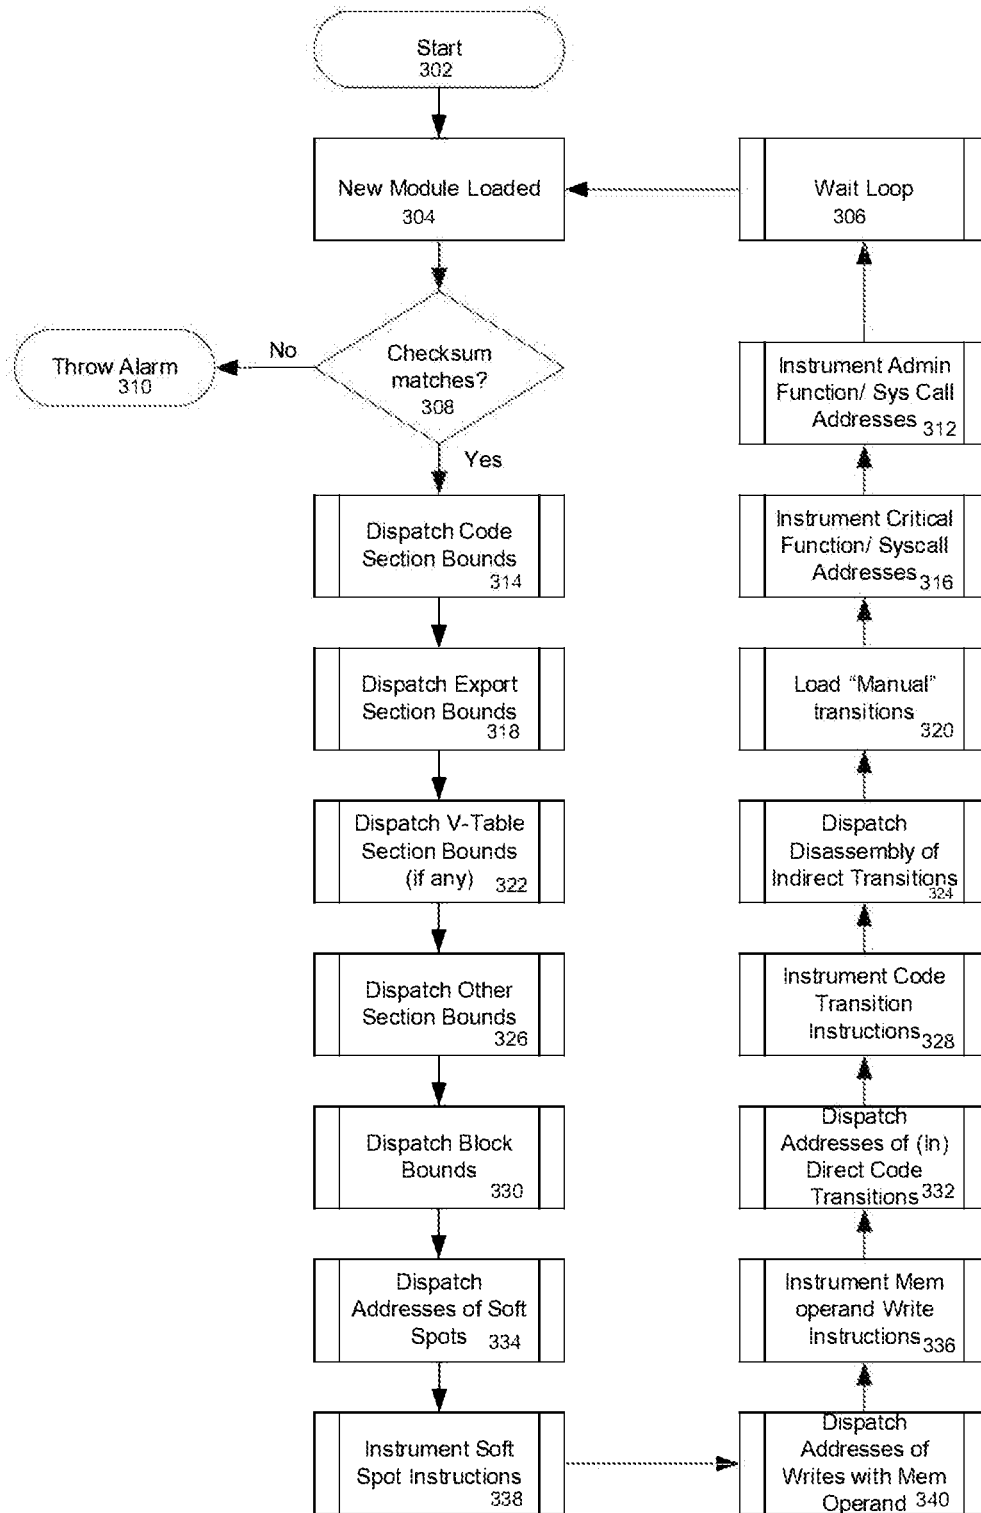 Start
302
New Module Loaded
304
Wait Loop
306
Checksum
matches?
308
No
Throw Alarm
310
Yes
Instrument Admin
Function/ Sys Call
Addresses 312
Dispatch Code
Section Bounds
314
Instrument Critical
Function/ Syscall
Addresses 316
Dispatch Export
Section Bounds
318
Load “Manual”
transitions
320
Dispatch V-Table
Section Bounds
(if any) 322
Dispatch
Disassembly of
Indirect Transitions
324
Dispatch Other
Section Bounds
326
Instrument Code
Transition
Instructions 328
Dispatch Block
Bounds
330
Dispatch
Addresses of (In)
Direct Code
Transitions 332
Dispatch
Addresses of Soft
Spots 334
Instrument Mem
operand Write
Instructions 336
Instrument Soft
Spot Instructions
338
Dispatch
Addresses of
Writes with Mem
Operand 340